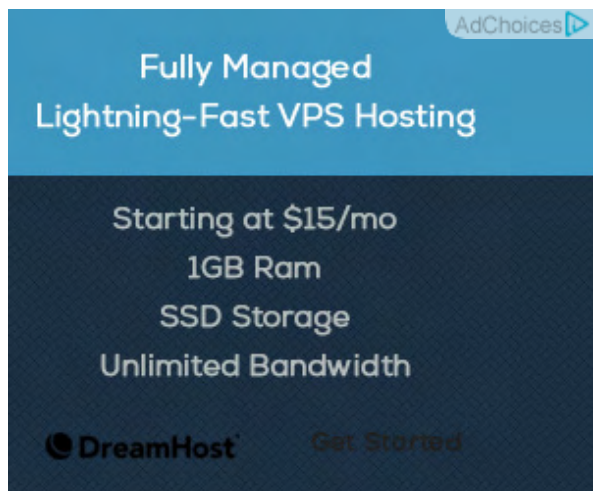 AdChoices
Fully Managed
Lightning-Fast VPS Hosting
Starting at $15/mo
1GB Ram
SSD Storage
Unlimited Bandwidth
DreamHost
Get Started